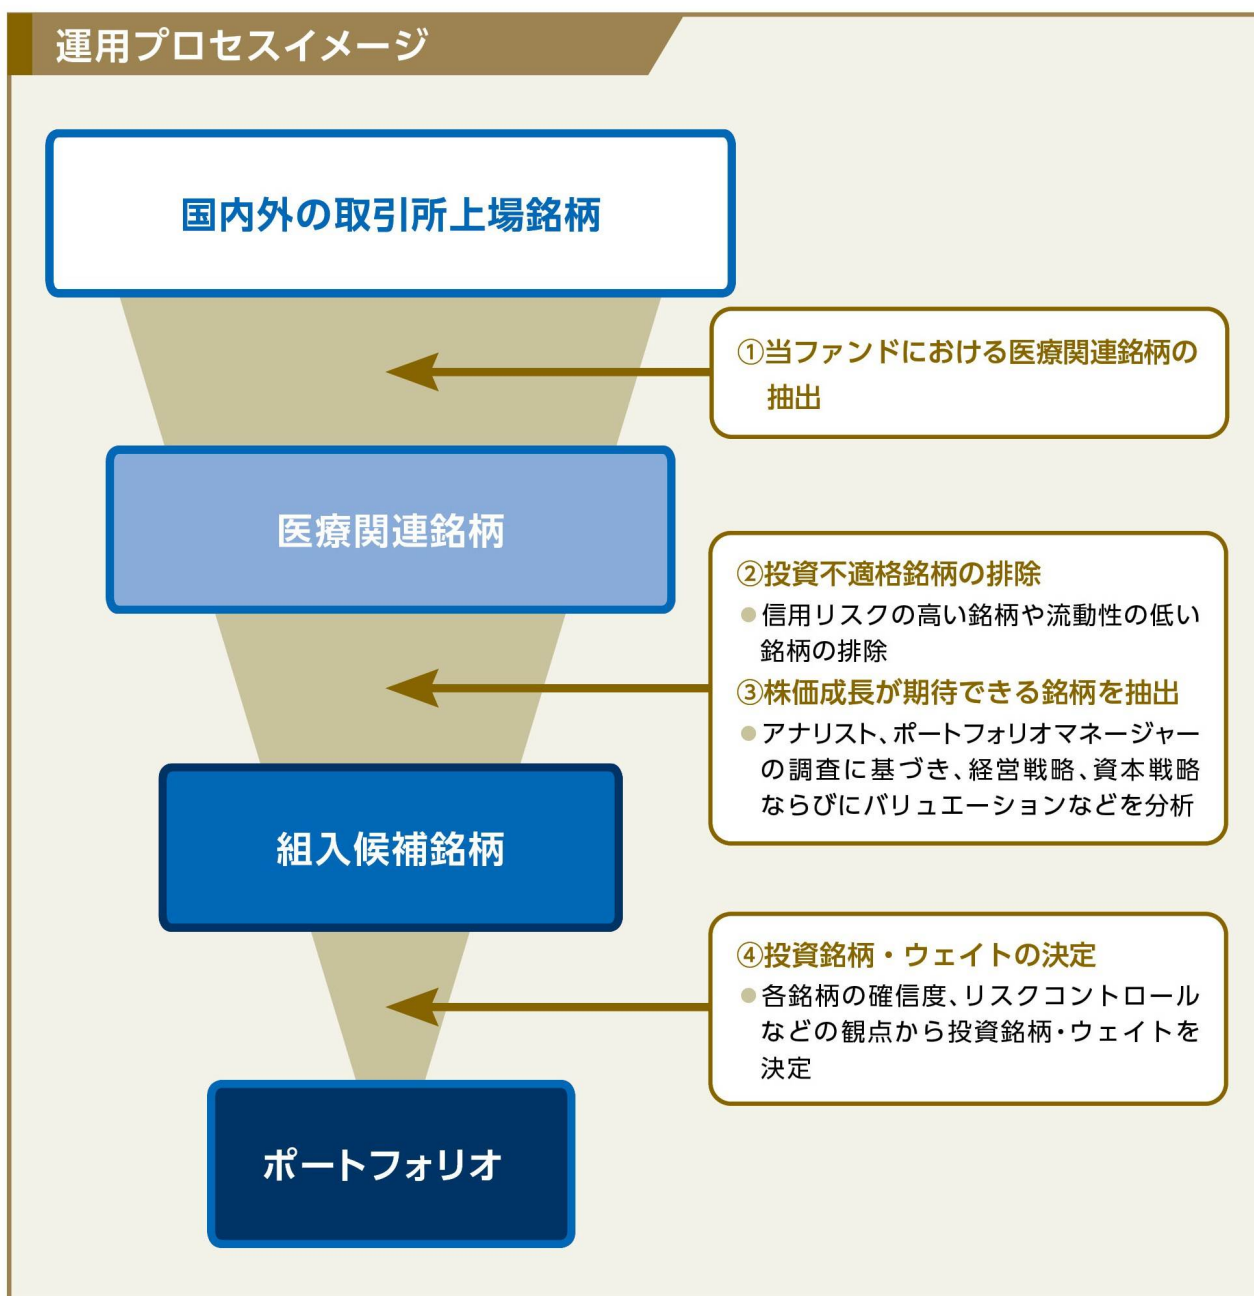 運用プロセスイメージ
国内外の取引所上場銘柄
①当ファンドにおける医療関連銘柄の
抽出
医療関連銘柄
②投資不適格銘柄の排除
●信用リスクの高い銘柄や流動性の低い
銘柄の排除
③株価成長が期待できる銘柄を抽出
●アナリスト、ポートフォリオマネージャー
の調査に基づき、経営戦略、資本戦略
ならびにバリュエーションなどを分析
組入候補銘柄
④投資銘柄・ウェイトの決定
●各銘柄の確信度、リスクコントロール
などの観点から投資銘柄・ウェイトを
決定
ポートフォリオ